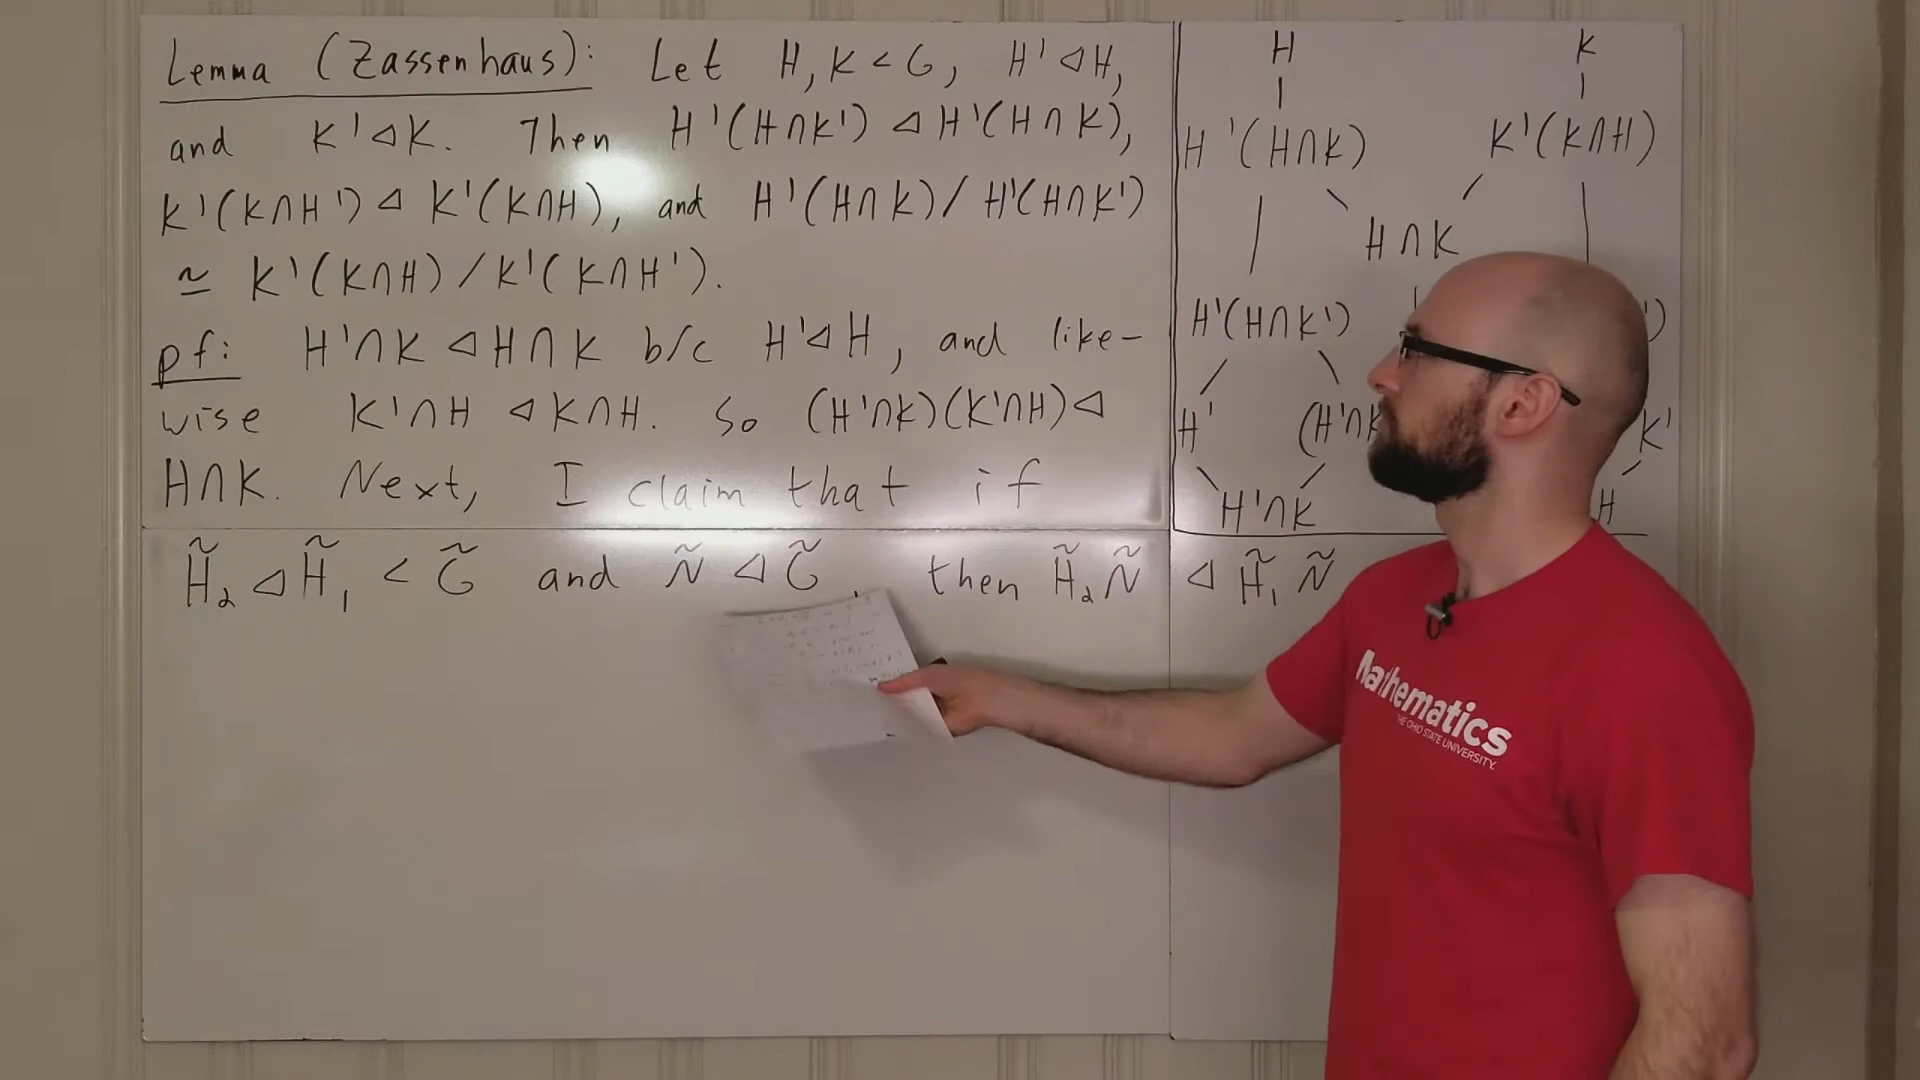 Lemma (Zassenhaus): Let H, K < G, H' ⊲ H,
and K' ⊲ K. Then H'(H∩K') ⊲ H'(H∩K),
K'(K∩H') ⊲ K'(K∩H), and H'(H∩K)/H'(H∩K')
≃ K'(K∩H)/K'(K∩H').
pf: H'∩K ⊲ H∩K b/c H' ⊲ H, and like-
wise K'∩H ⊲ K∩H. So (H'∩K)(K'∩H) ⊲
H∩K. Next, I claim that if
H̃₂ ⊲ H̃₁ < G̃ and Ñ ⊲ G̃, then H̃₂Ñ ⊲ H̃₁Ñ
H K
H'(H∩K) K'(K∩H)
H∩K
H'(H∩K') ')
H' (H'∩K K'
H'∩K H
Mathematics
THE OHIO STATE UNIVERSITY